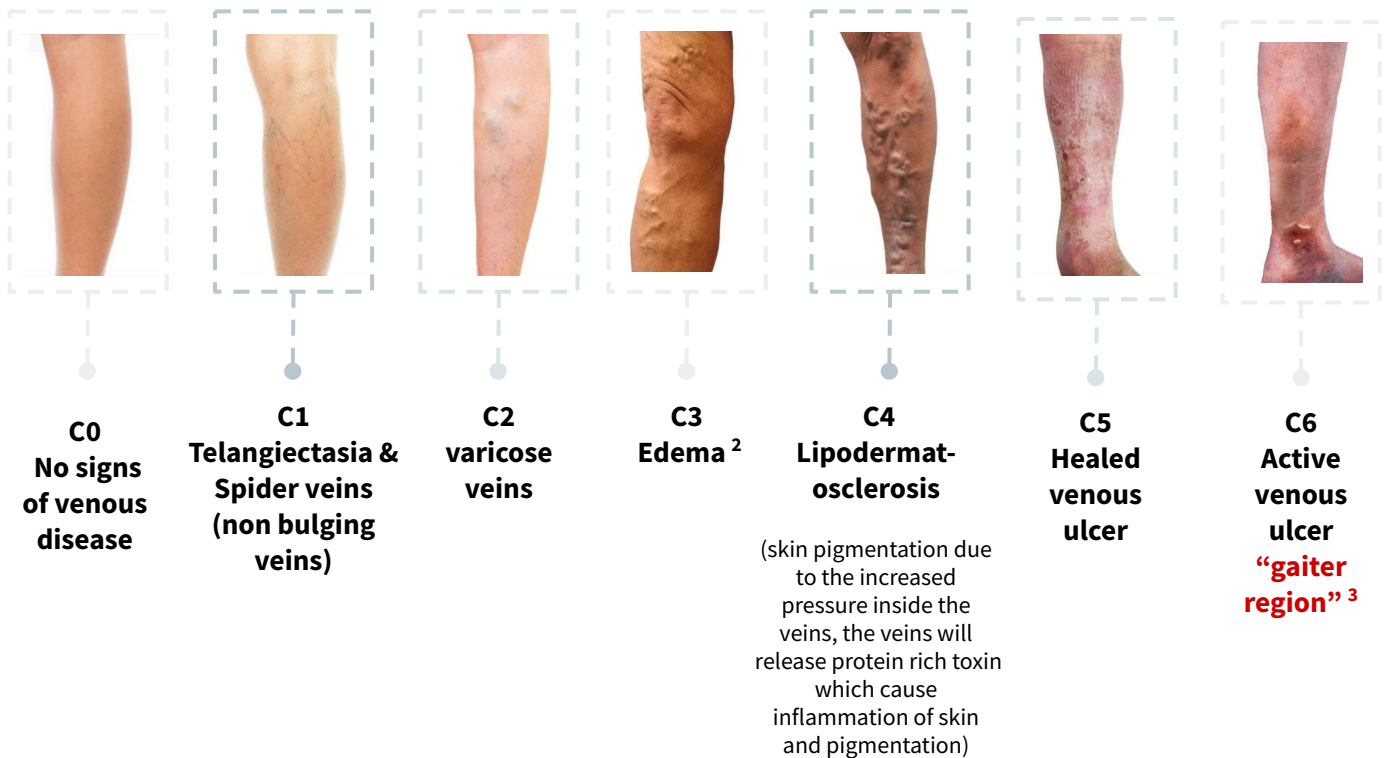 C0
No signs
of venous
disease
C1
Telangiectasia &
Spider veins
(non bulging
veins)
C2
varicose
veins
C3
Edema ²
C4
Lipodermat-
osclerosis
(skin pigmentation due
to the increased
pressure inside the
veins, the veins will
release protein rich toxin
which cause
inflammation of skin
and pigmentation)
C5
Healed
venous
ulcer
C6
Active
venous
ulcer
“gaiter
region” ³